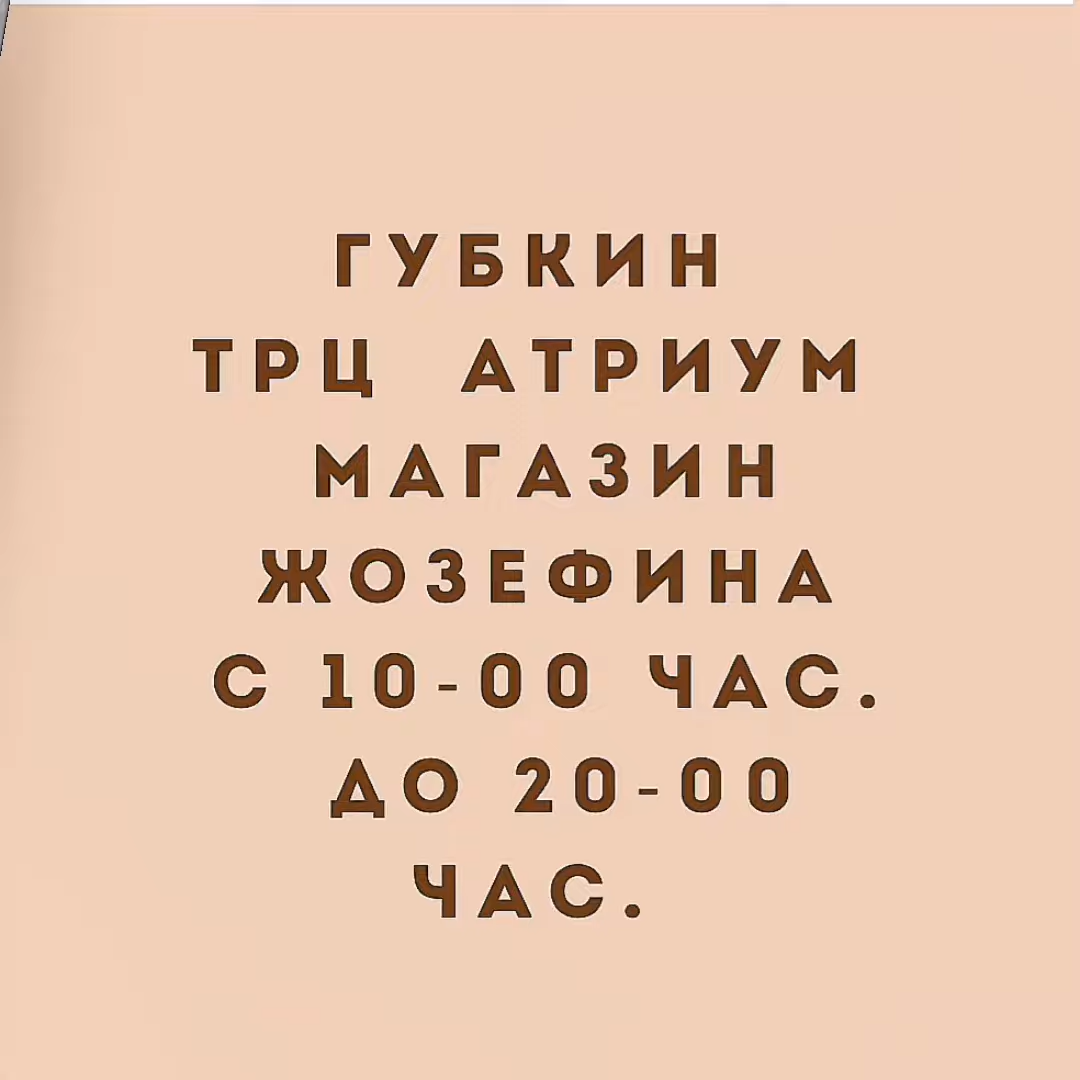 ГУБКИН
ТРЦ АТРИУМ
МАГАЗИН
ЖОЗЕФИНА
С 10-00 ЧАС.
ДО 20-00
ЧАС.